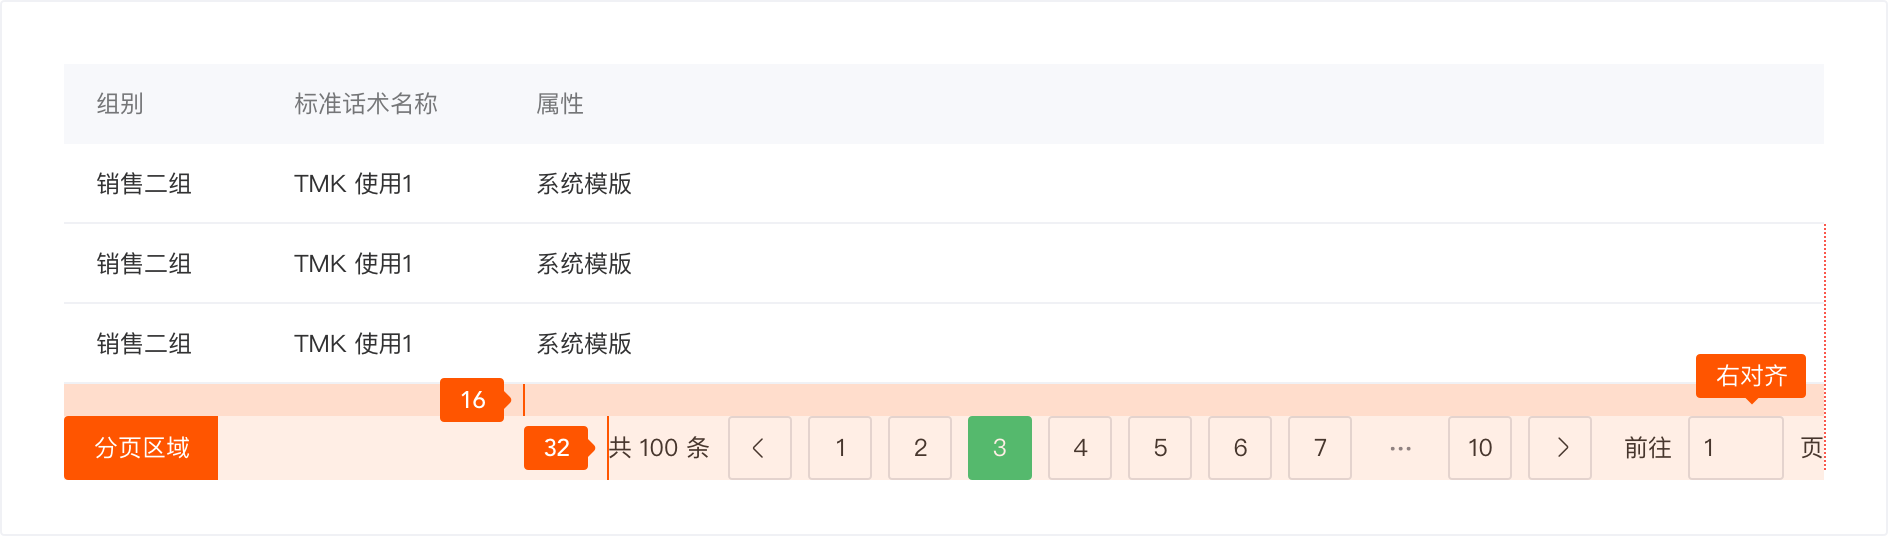 组别 标准话术名称 属性
销售二组 TMK 使用1 系统模版
销售二组 TMK 使用1 系统模版
销售二组 TMK 使用1 系统模版
右对齐
16
分页区域 32 共 100 条 1 2 3 4 5 6 7 ··· 10 前往 1 页